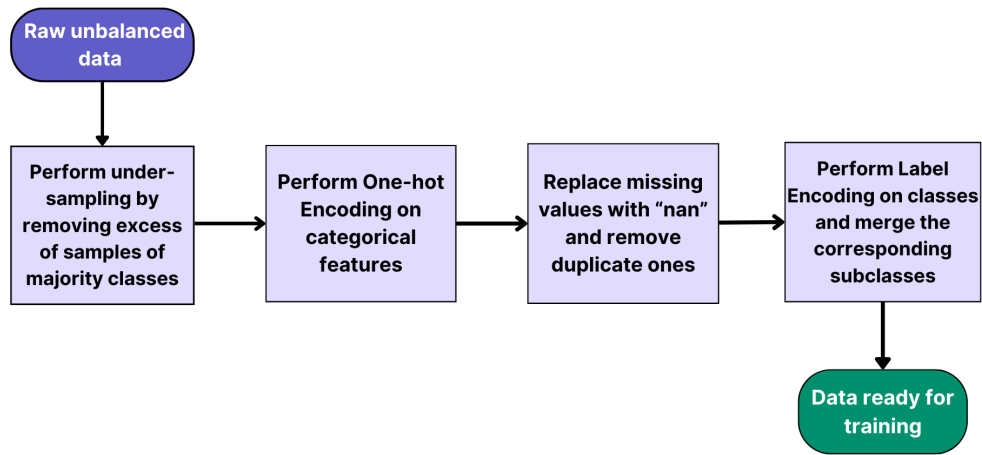 Raw unbalanced
data
Perform under-
sampling by
removing excess
of samples of
majority classes
Perform One-hot
Encoding on
categorical
features
Replace missing
values with “nan”
and remove
duplicate ones
Perform Label
Encoding on classes
and merge the
corresponding
subclasses
Data ready for
training